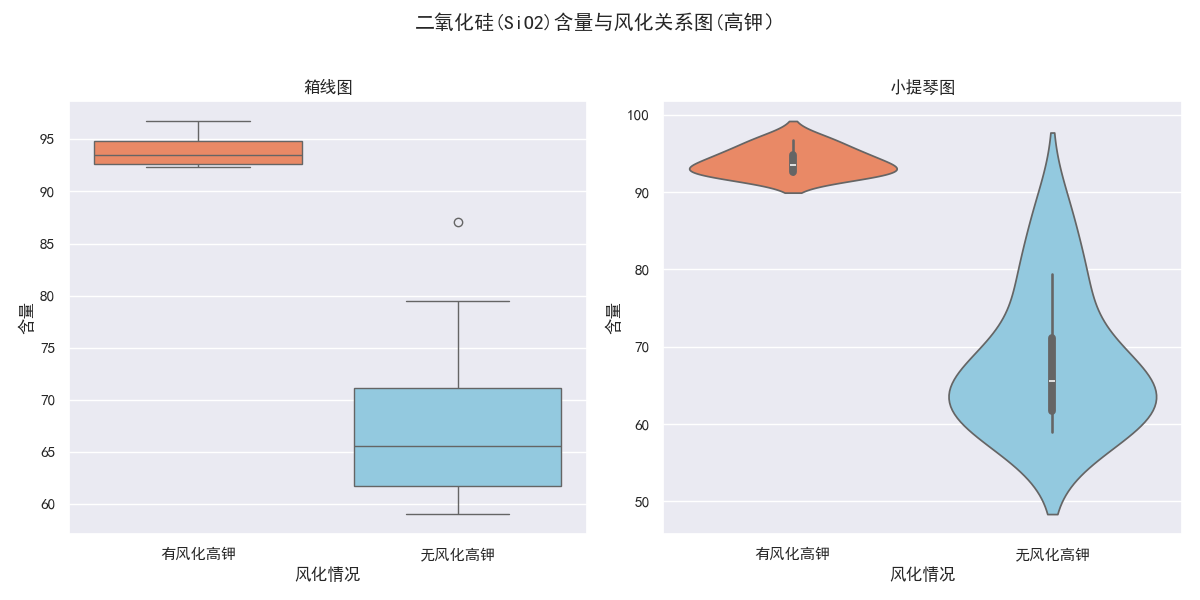 二氧化硅(SiO2)含量与风化关系图(高钾)
箱线图
95
90
85
80
75
70
65
60
含量
有风化高钾
无风化高钾
风化情况
小提琴图
100
90
80
70
60
50
含量
有风化高钾
无风化高钾
风化情况